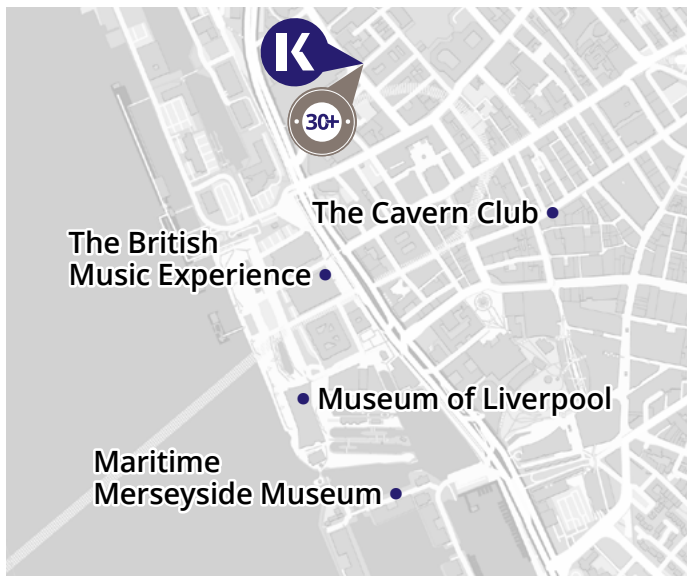 K
30+
The Cavern Club
The British
Music Experience
Museum of Liverpool
Maritime
Merseyside Museum